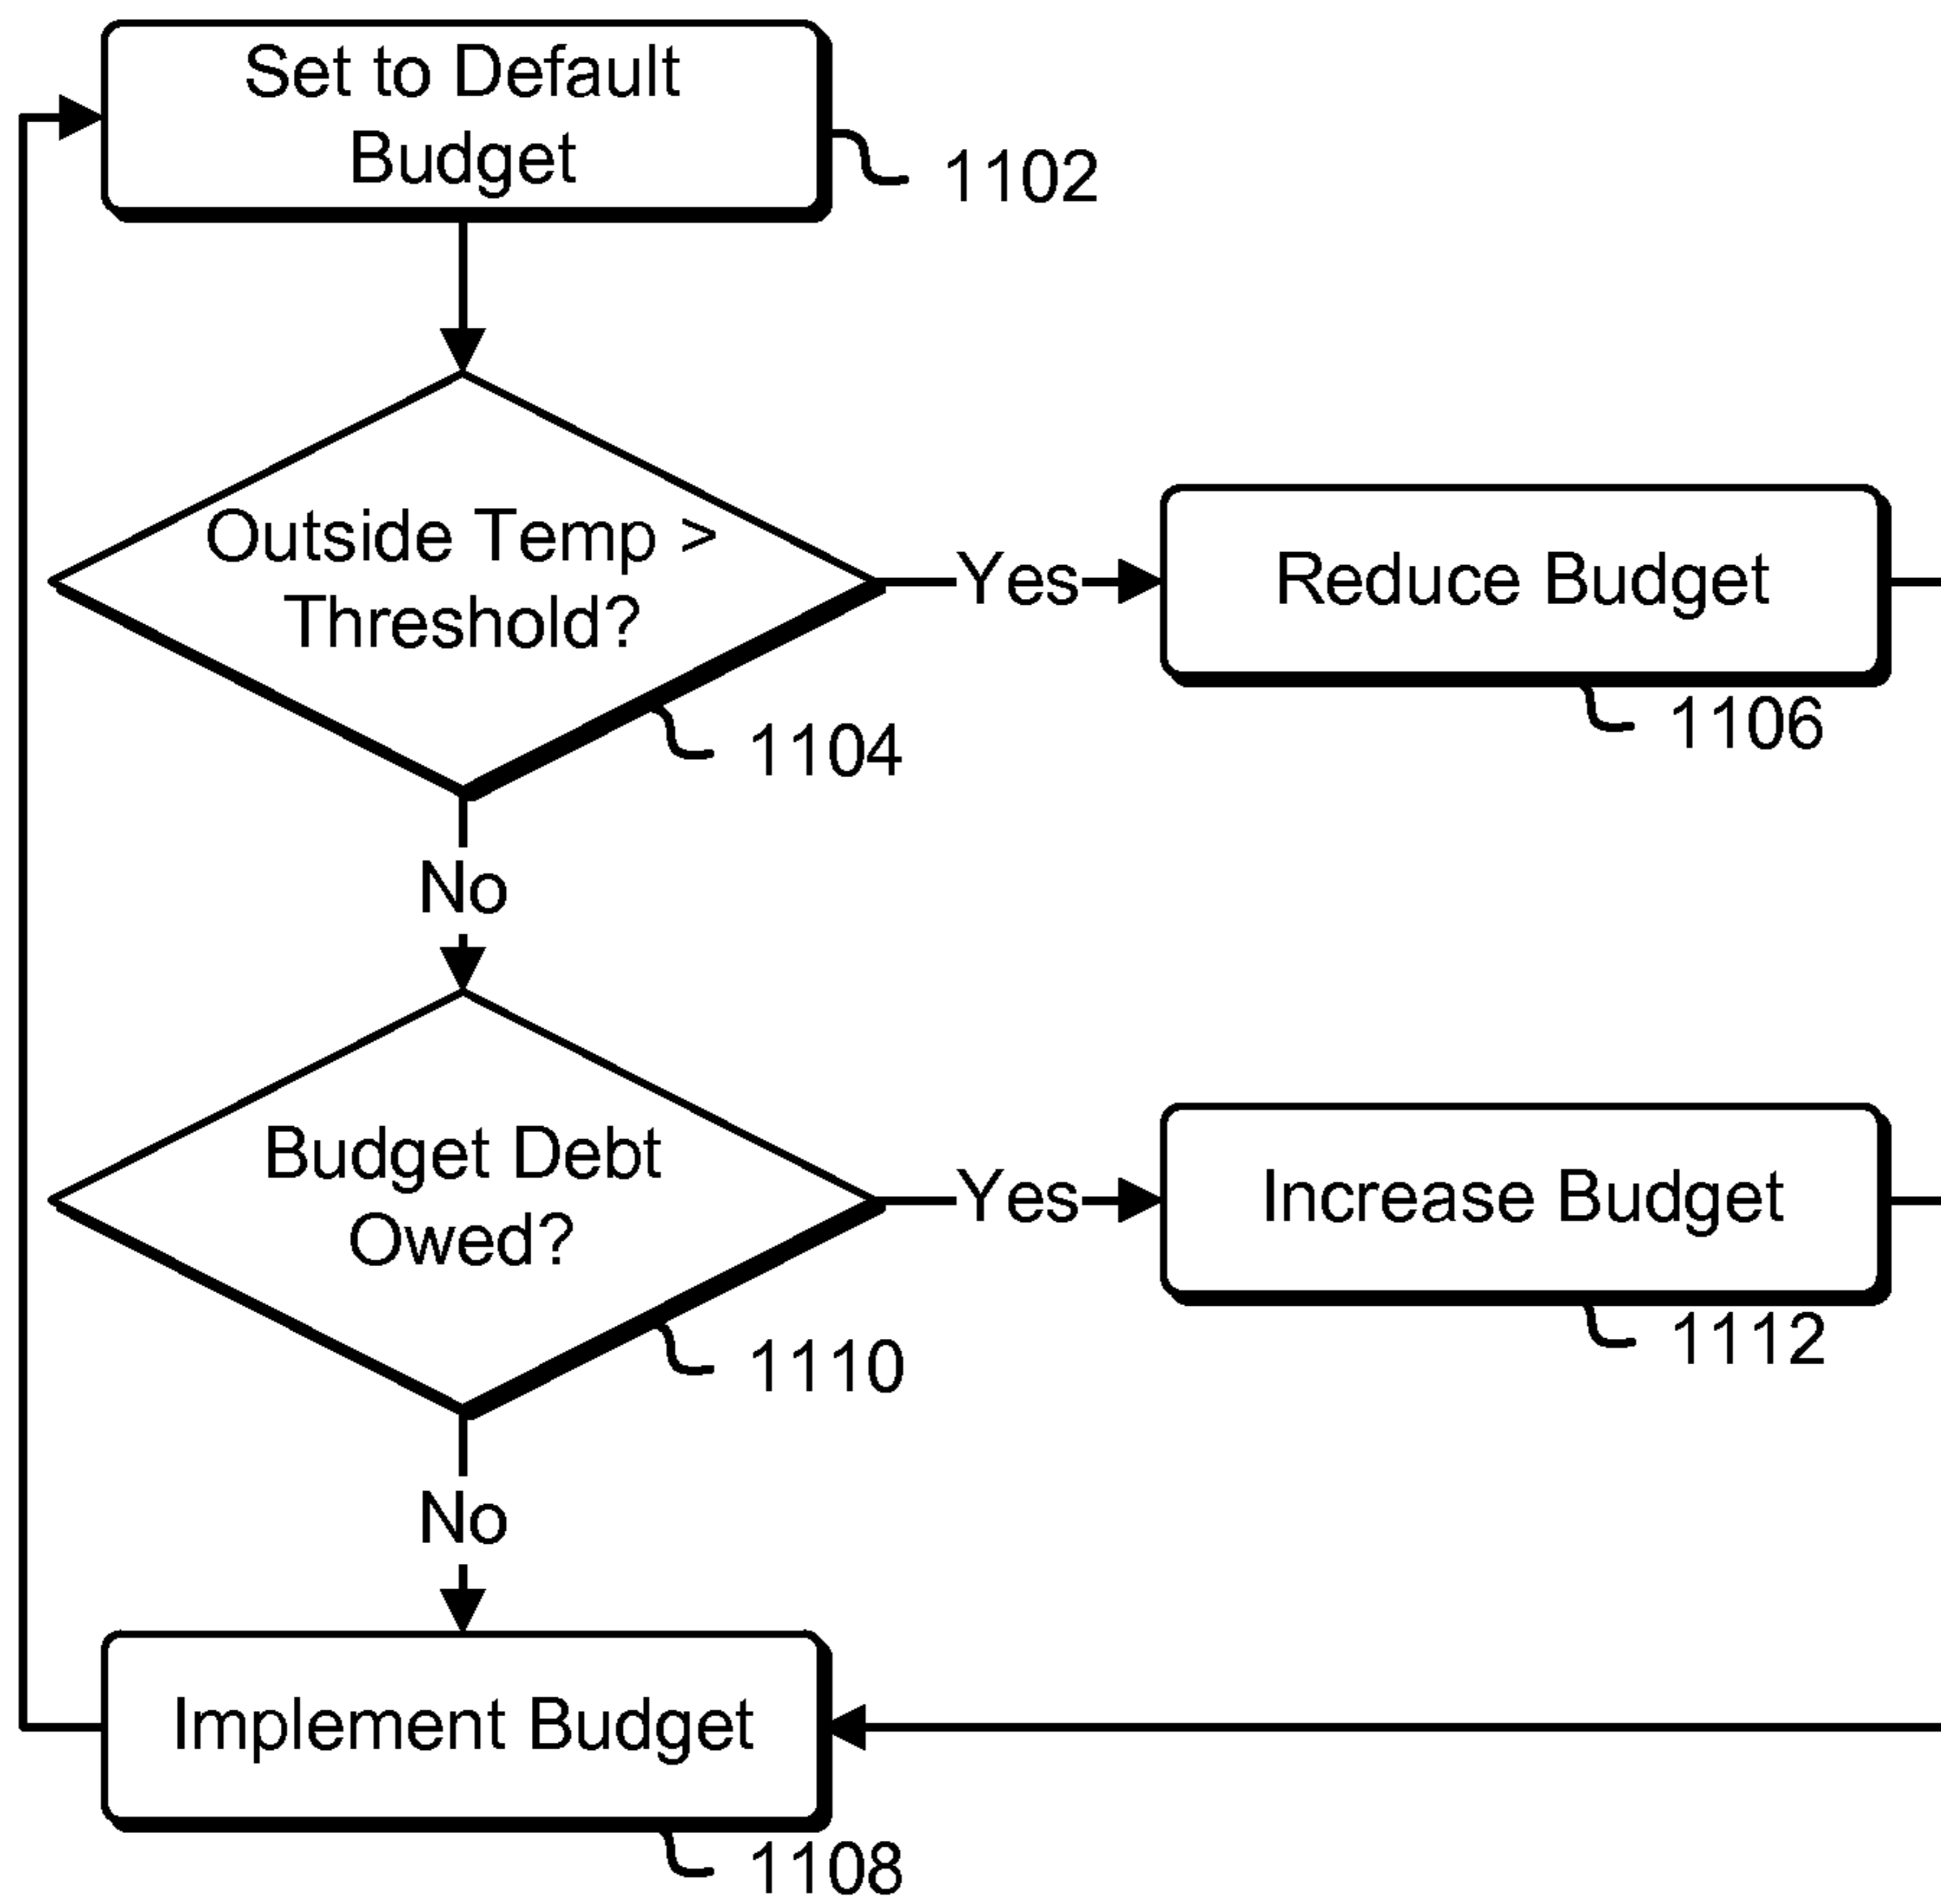 Set to Default
Budget
1102
Outside Temp >
Threshold?
1104
Yes
Reduce Budget
1106
No
Budget Debt
Owed?
1110
Yes
Increase Budget
1112
No
Implement Budget
1108